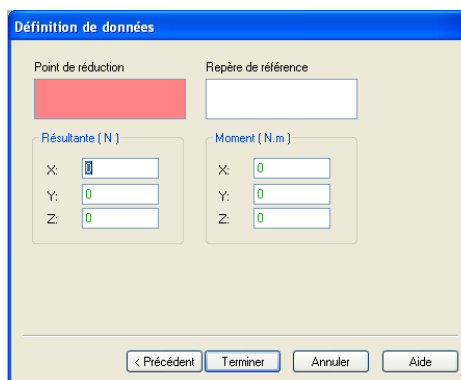 Définition de données
Point de réduction Repère de référence
Résultante ( N ) Moment ( N.m )
X: 0 X: 0
Y: 0 Y: 0
Z: 0 Z: 0
< Précédent Terminer Annuler Aide